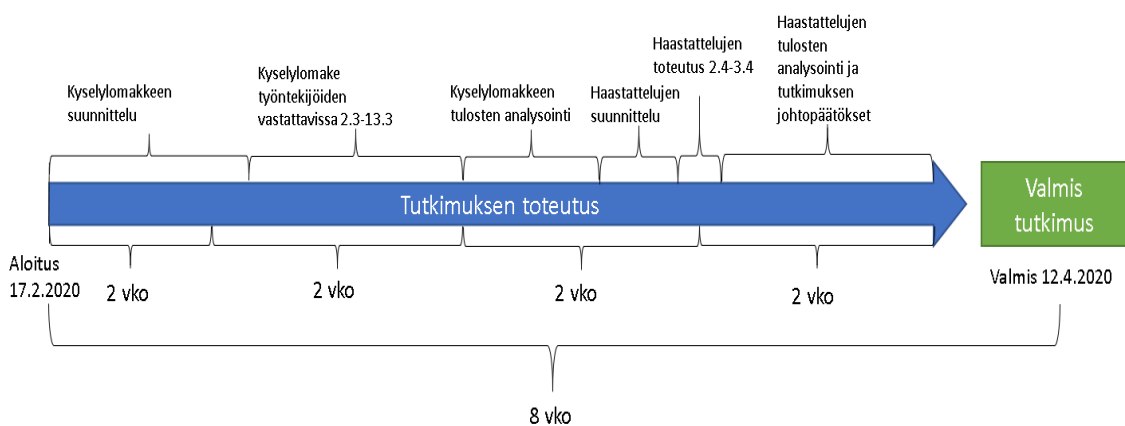 Kyselylomakkeen
suunnittelu
Kyselylomake
työntekijöiden
vastattavissa 2.3-13.3
Kyselylomakkeen
tulosten analysointi
Haastattelujen
suunnittelu
Haastattelujen
toteutus 2.4-3.4
Haastattelujen
tulosten
analysointi ja
tutkimuksen
johtopäätökset
Tutkimuksen toteutus
Valmis
tutkimus
Aloitus
17.2.2020
2 vko
2 vko
2 vko
2 vko
Valmis 12.4.2020
8 vko